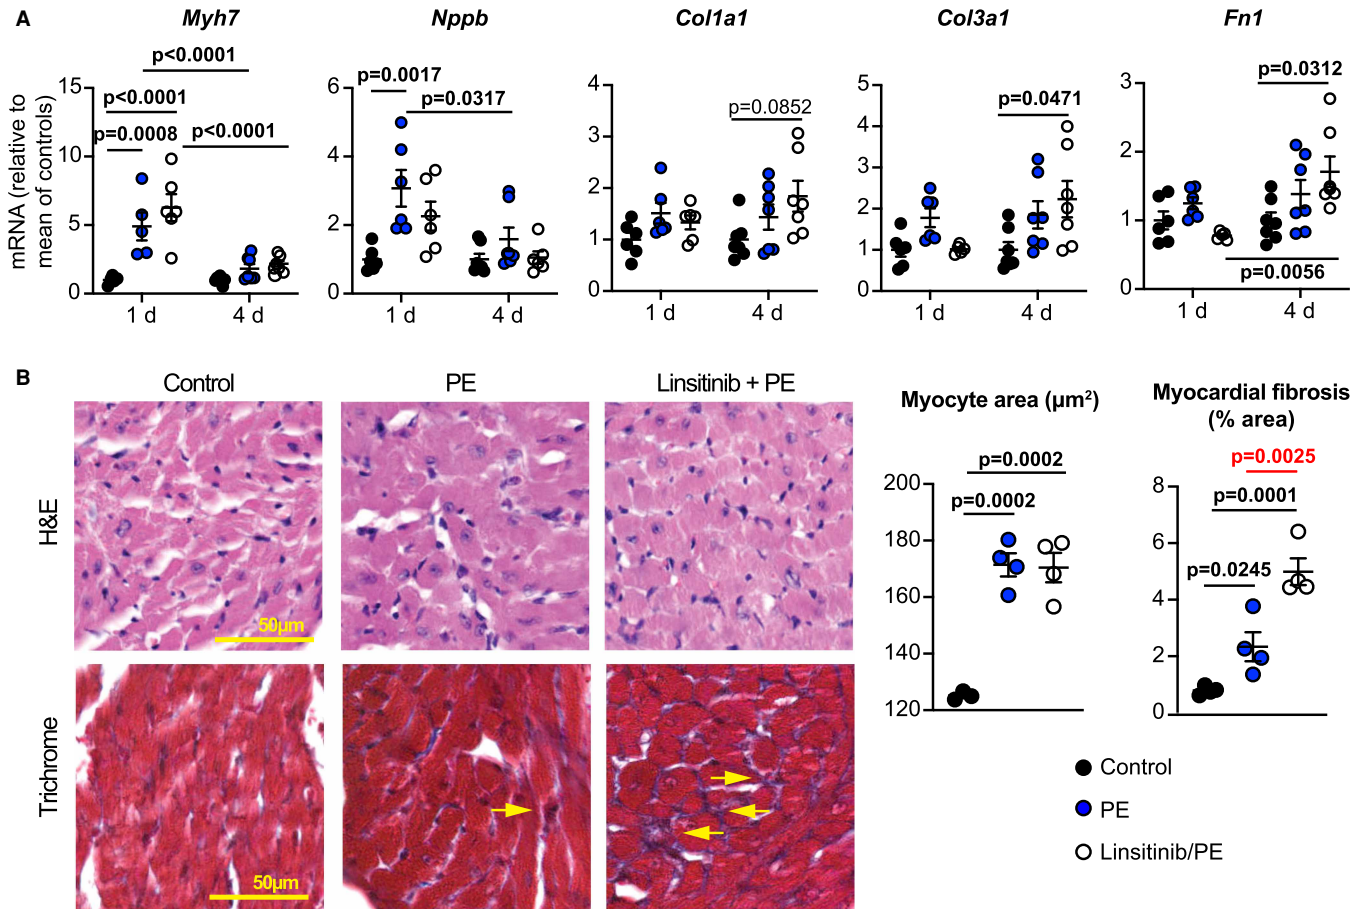 A
Myh7
Nppb
Col1a1
Col3a1
Fn1
mRNA (relative to
mean of controls)
15
10
5
0
p<0.0001
p<0.0001
p=0.0008
p<0.0001
1 d
4 d
6
4
2
0
p=0.0017
p=0.0317
1 d
4 d
4
3
2
1
0
p=0.0852
1 d
4 d
5
4
3
2
1
0
p=0.0471
1 d
4 d
3
2
1
0
p=0.0312
p=0.0056
1 d
4 d
B
Control
PE
Linsitinib + PE
H&E
50µm
Trichrome
50µm
Myocyte area (µm²)
200
180
160
140
120
p=0.0002
p=0.0002
Myocardial fibrosis
(% area)
8
6
4
2
0
p=0.0025
p=0.0001
p=0.0245
Control
PE
Linsitinib/PE